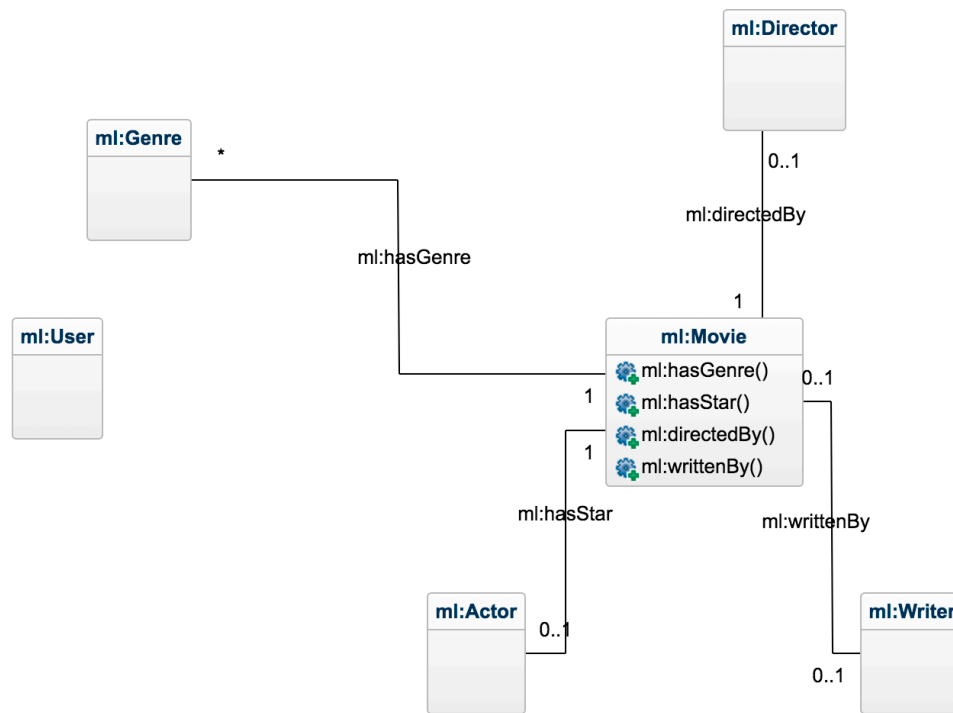 ml:Director
ml:Genre
*
0..1
ml:directedBy
ml:hasGenre
1
ml:User
ml:Movie
ml:hasGenre()
0..1
1
ml:hasStar()
ml:directedBy()
1
ml:writtenBy()
ml:hasStar
ml:writtenBy
ml:Actor
ml:Writer
0..1
0..1